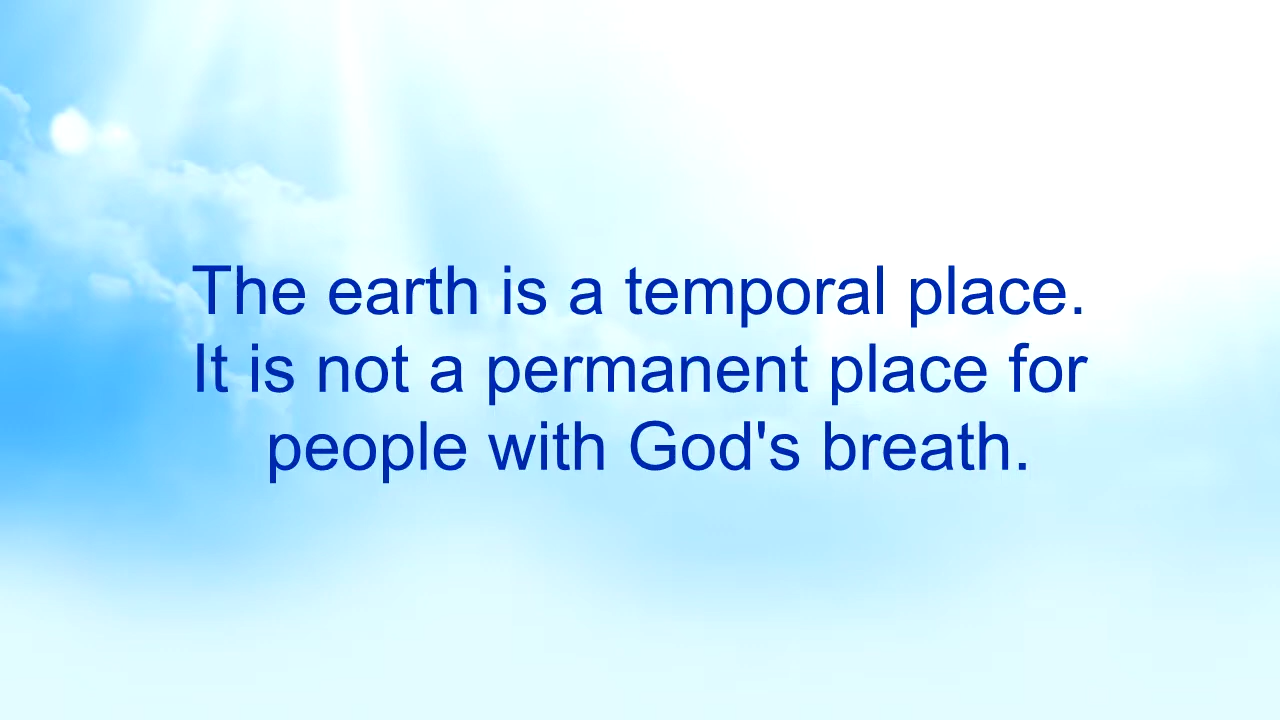 The earth is a temporal place.
It is not a permanent place for
people with God's breath.